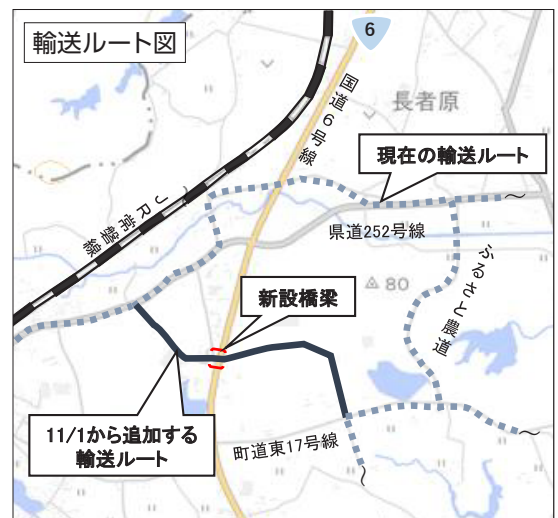 輸送ルート図
6
国道6号線
長者原
現在の輸送ルート
JR常磐線
県道252号線
ふるさと農道
新設橋梁
80
11/1から追加する
輸送ルート
町道東17号線